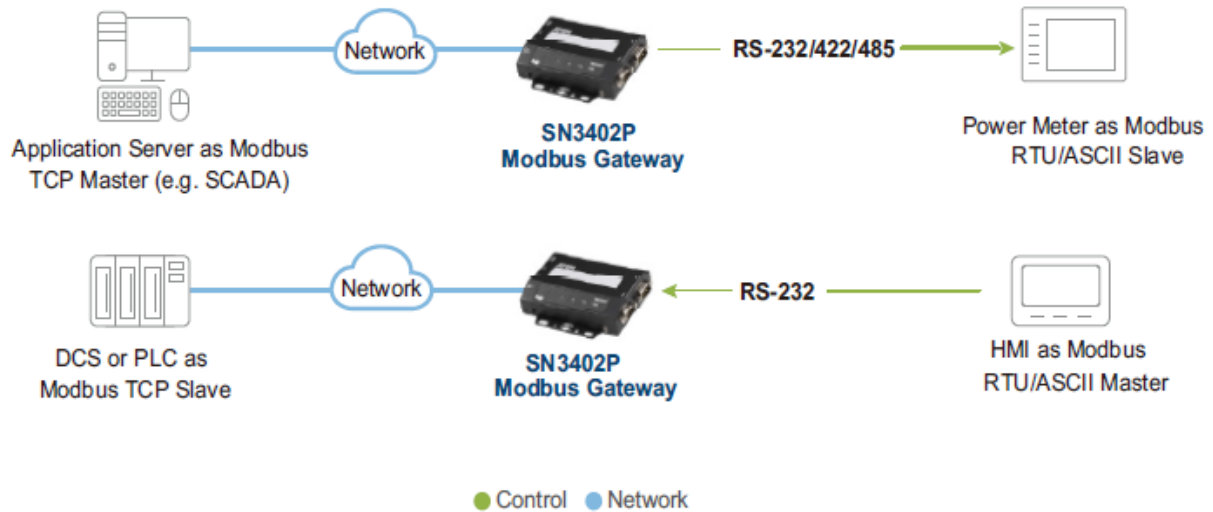 Network
RS-232/422/485
SN3402P
Modbus Gateway
Application Server as Modbus
TCP Master (e.g. SCADA)
Power Meter as Modbus
RTU/ASCII Slave
Network
RS-232
SN3402P
Modbus Gateway
DCS or PLC as
Modbus TCP Slave
HMI as Modbus
RTU/ASCII Master
Control
Network